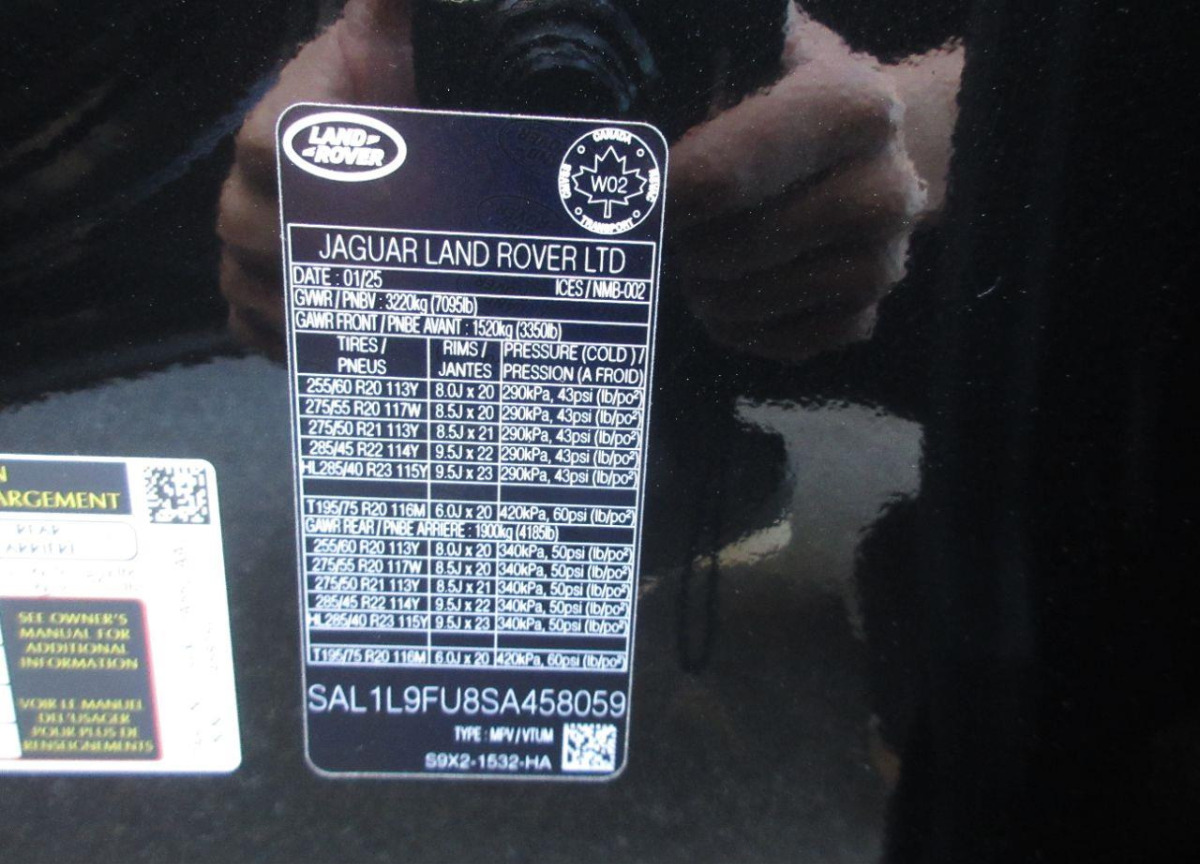 LAND
ROVER
CANADA
TRANSPORT
W02
JAGUAR LAND ROVER LTD
DATE : 01/25 ICES / NMB-002
GVWR / PNBV : 3220kg (7095lb)
GAWR FRONT / PNBE AVANT : 1520kg (3350lb)
TIRES / PNEUS RIMS / JANTES PRESSURE (COLD ) / PRESSION (A FROID)
255/60 R20 113Y 8.0J x 20 290kPa, 43psi (lb/po²)
275/55 R20 117W 8.5J x 20 290kPa, 43psi (lb/po²)
275/50 R21 113Y 8.5J x 21 290kPa, 43psi (lb/po²)
285/45 R22 114Y 9.5J x 22 290kPa, 43psi (lb/po²)
HL285/40 R23 115Y 9.5J x 23 290kPa, 43psi (lb/po²)
T195/75 R20 116M 6.0J x 20 420kPa, 60psi (lb/po²)
GAWR REAR / PNBE ARRIERE : 1900kg (4185lb)
255/60 R20 113Y 8.0J x 20 340kPa, 50psi (lb/po²)
275/55 R20 117W 8.5J x 20 340kPa, 50psi (lb/po²)
275/50 R21 113Y 8.5J x 21 340kPa, 50psi (lb/po²)
285/45 R22 114Y 9.5J x 22 340kPa, 50psi (lb/po²)
HL285/40 R23 115Y 9.5J x 23 340kPa, 50psi (lb/po²)
T195/75 R20 116M 6.0J x 20 420kPa, 60psi (lb/po²)
SAL1L9FU8SA458059
TYPE : MPV / VTUM
S9X2-1532-HA
N
ARGEMENT
REAR
ARRIERE
SEE OWNER'S
MANUAL FOR
ADDITIONAL
INFORMATION
VOIR LE MANUEL
DE L'USAGER
POUR PLUS DE
RENSEIGNEMENTS